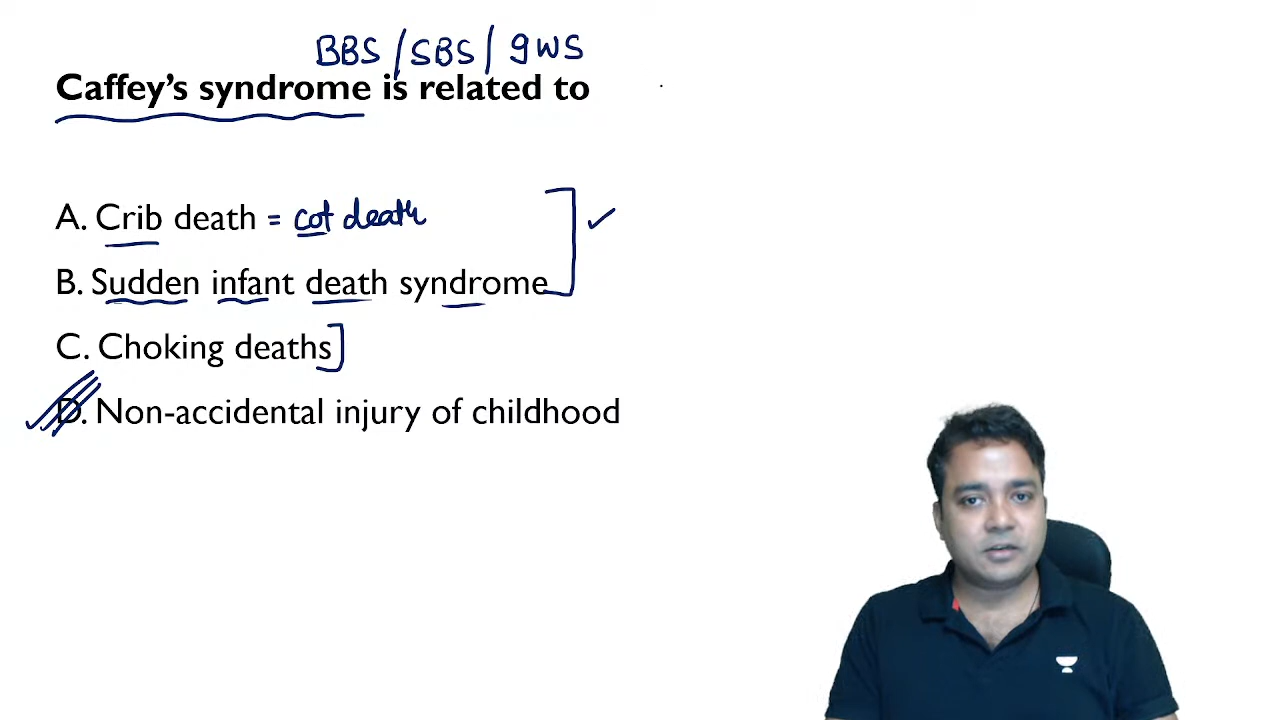 BBS / SBS / gWS
Caffey's syndrome is related to
A. Crib death = cot death
B. Sudden infant death syndrome
C. Choking deaths
D. Non-accidental injury of childhood